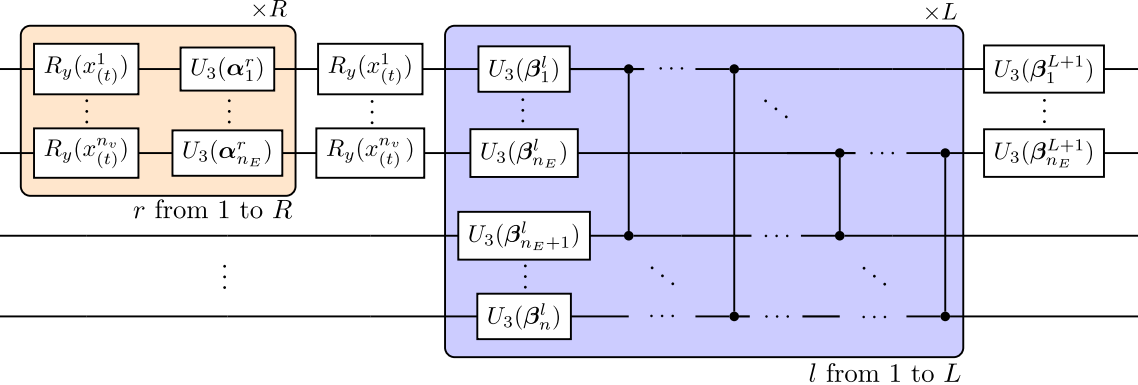 ×R ×L
R_y(x^1_{(t)}) U_3(𝜶^r_1) R_y(x^1_{(t)}) U_3(𝜷^l_1) ··· U_3(𝜷^{L+1}_1)
R_y(x^{n_v}_{(t)}) U_3(𝜶^r_{n_E}) R_y(x^{n_v}_{(t)}) U_3(𝜷^l_{n_E}) ··· U_3(𝜷^{L+1}_{n_E})
r from 1 to R
U_3(𝜷^l_{n_E+1}) ···
U_3(𝜷^l_n) ··· ··· ···
l from 1 to L